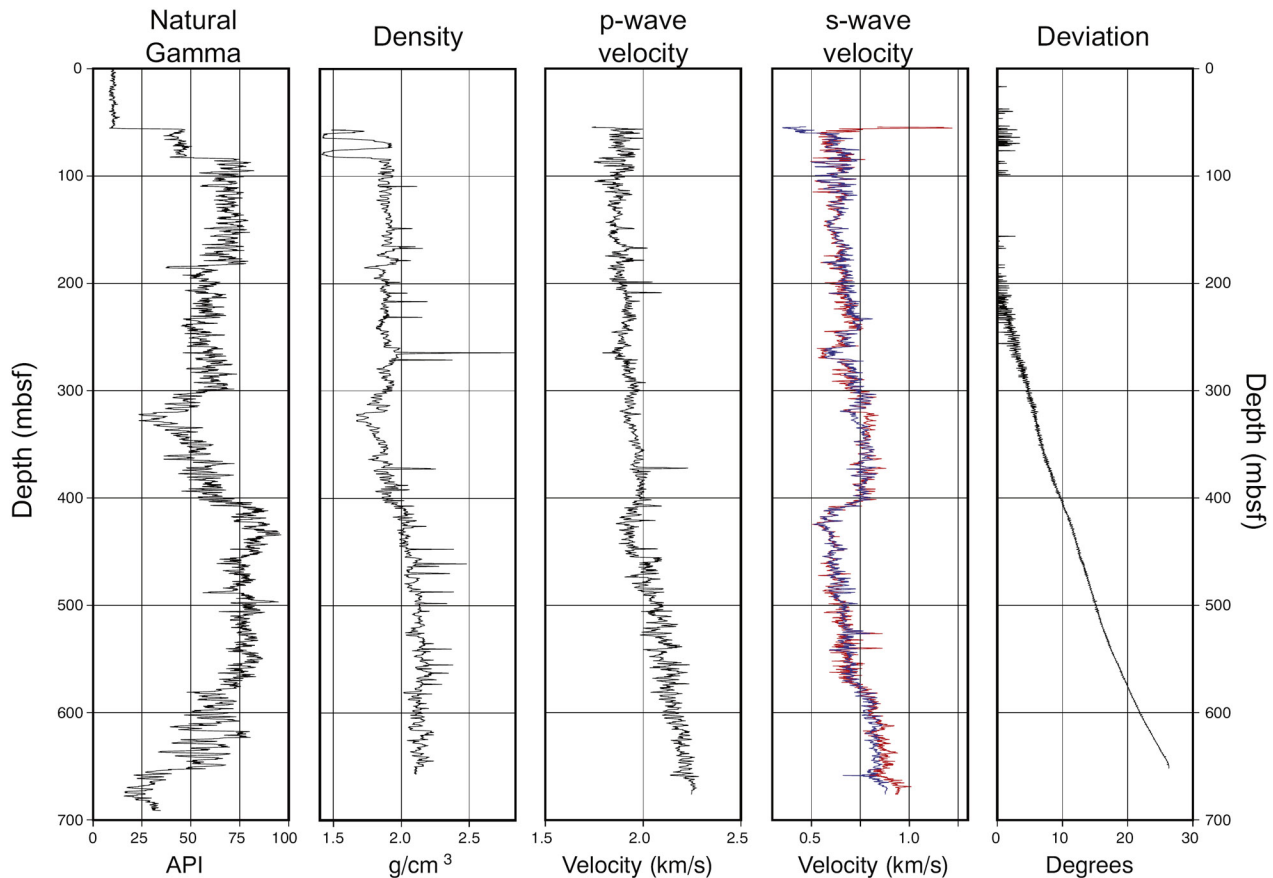 Natural
Gamma
Density
p-wave
velocity
s-wave
velocity
Deviation
0
100
200
300
400
500
600
700
Depth (mbsf)
0
100
200
300
400
500
600
700
Depth (mbsf)
0 25 50 75 100
1.5 2.0 2.5
1.5 2.0 2.5
0.5 1.0
0 10 20 30
API
g/cm 3
Velocity (km/s)
Velocity (km/s)
Degrees